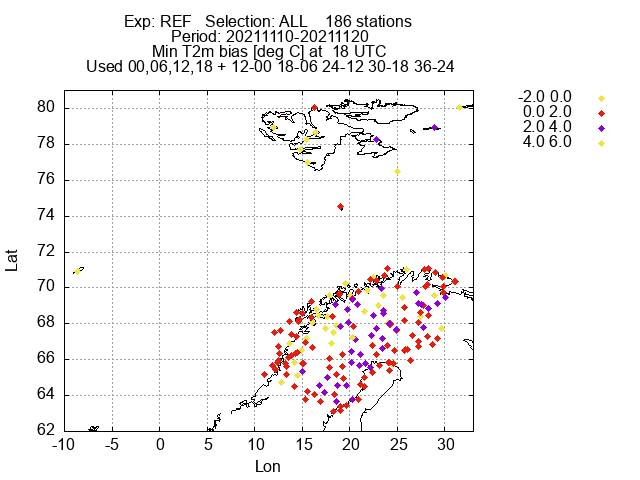 Exp: REF   Selection: ALL    186 stations
Period: 20211110-20211120
Min T2m bias [deg C] at  18 UTC
Used 00,06,12,18 + 12-00 18-06 24-12 30-18 36-24
-2.0 0.0
0.0 2.0
2.0 4.0
4.0 6.0
80
78
76
74
72
70
68
66
64
62
Lat
-10 -5 0 5 10 15 20 25 30
Lon